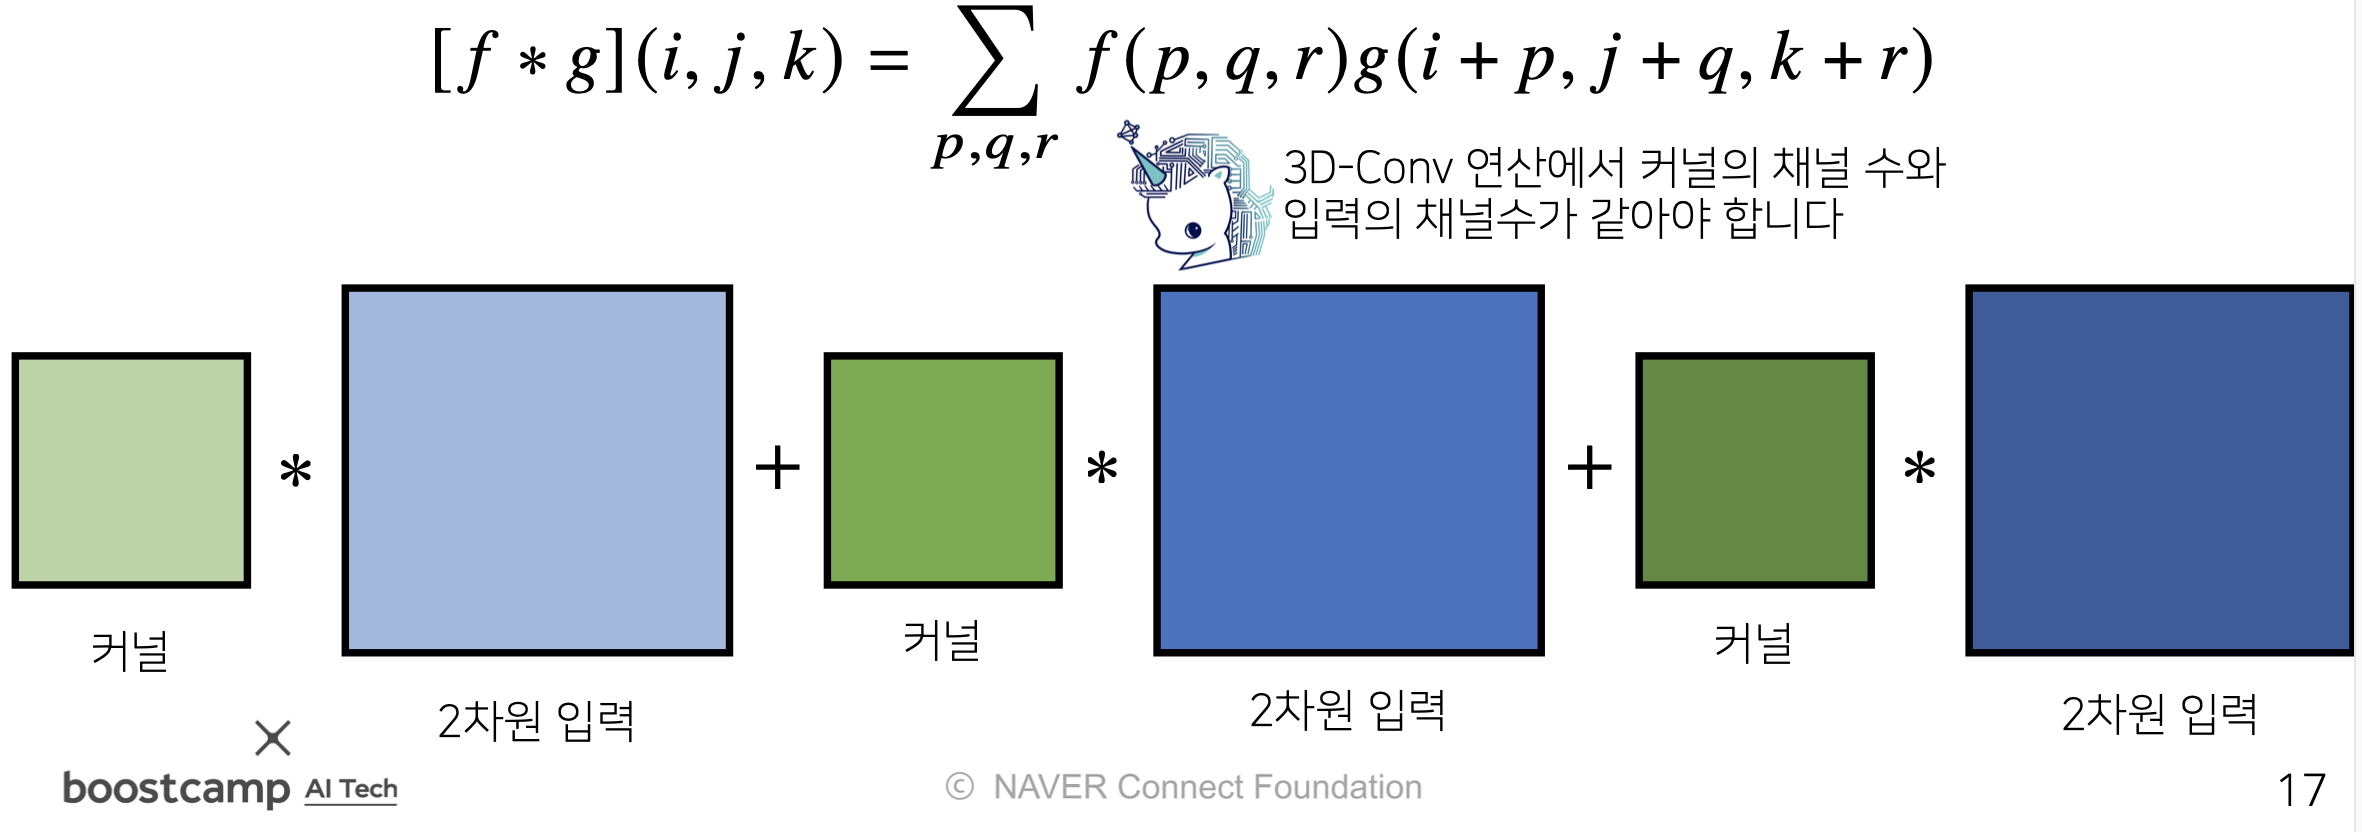 [f * g](i, j, k) = ∑ f(p, q, r)g(i + p, j + q, k + r)
p,q,r
3D-Conv 연산에서 커널의 채널 수와
입력의 채널수가 같아야 합니다
* + * + *
커널 커널 커널
2차원 입력 2차원 입력 2차원 입력
boostcamp AI Tech
© NAVER Connect Foundation
17